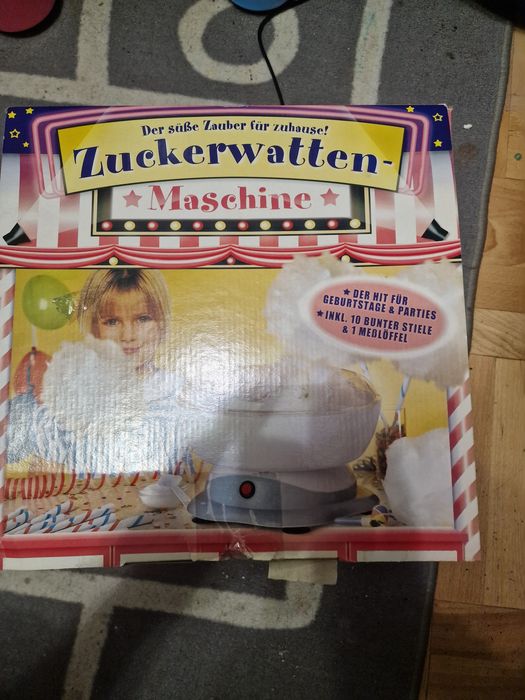 Der süße Zauber für zuhause!
Zuckerwatten-
Maschine
DER HIT FÜR
GEBURTSTAGE & PARTIES
INKL. 10 BUNTER STIELE
& 1 MEßLÖFFEL